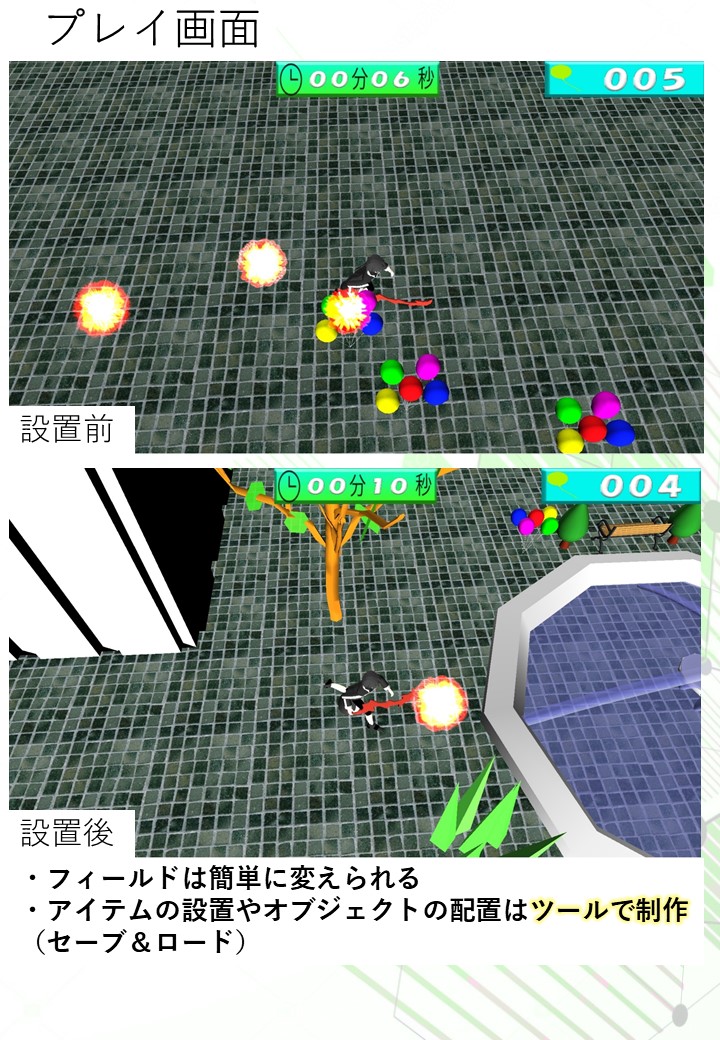 プレイ画面
00分06秒
005
設置前
00分10秒
004
設置後
・フィールドは簡単に変えられる
・アイテムの設置やオブジェクトの配置はツールで制作
（セーブ＆ロード）